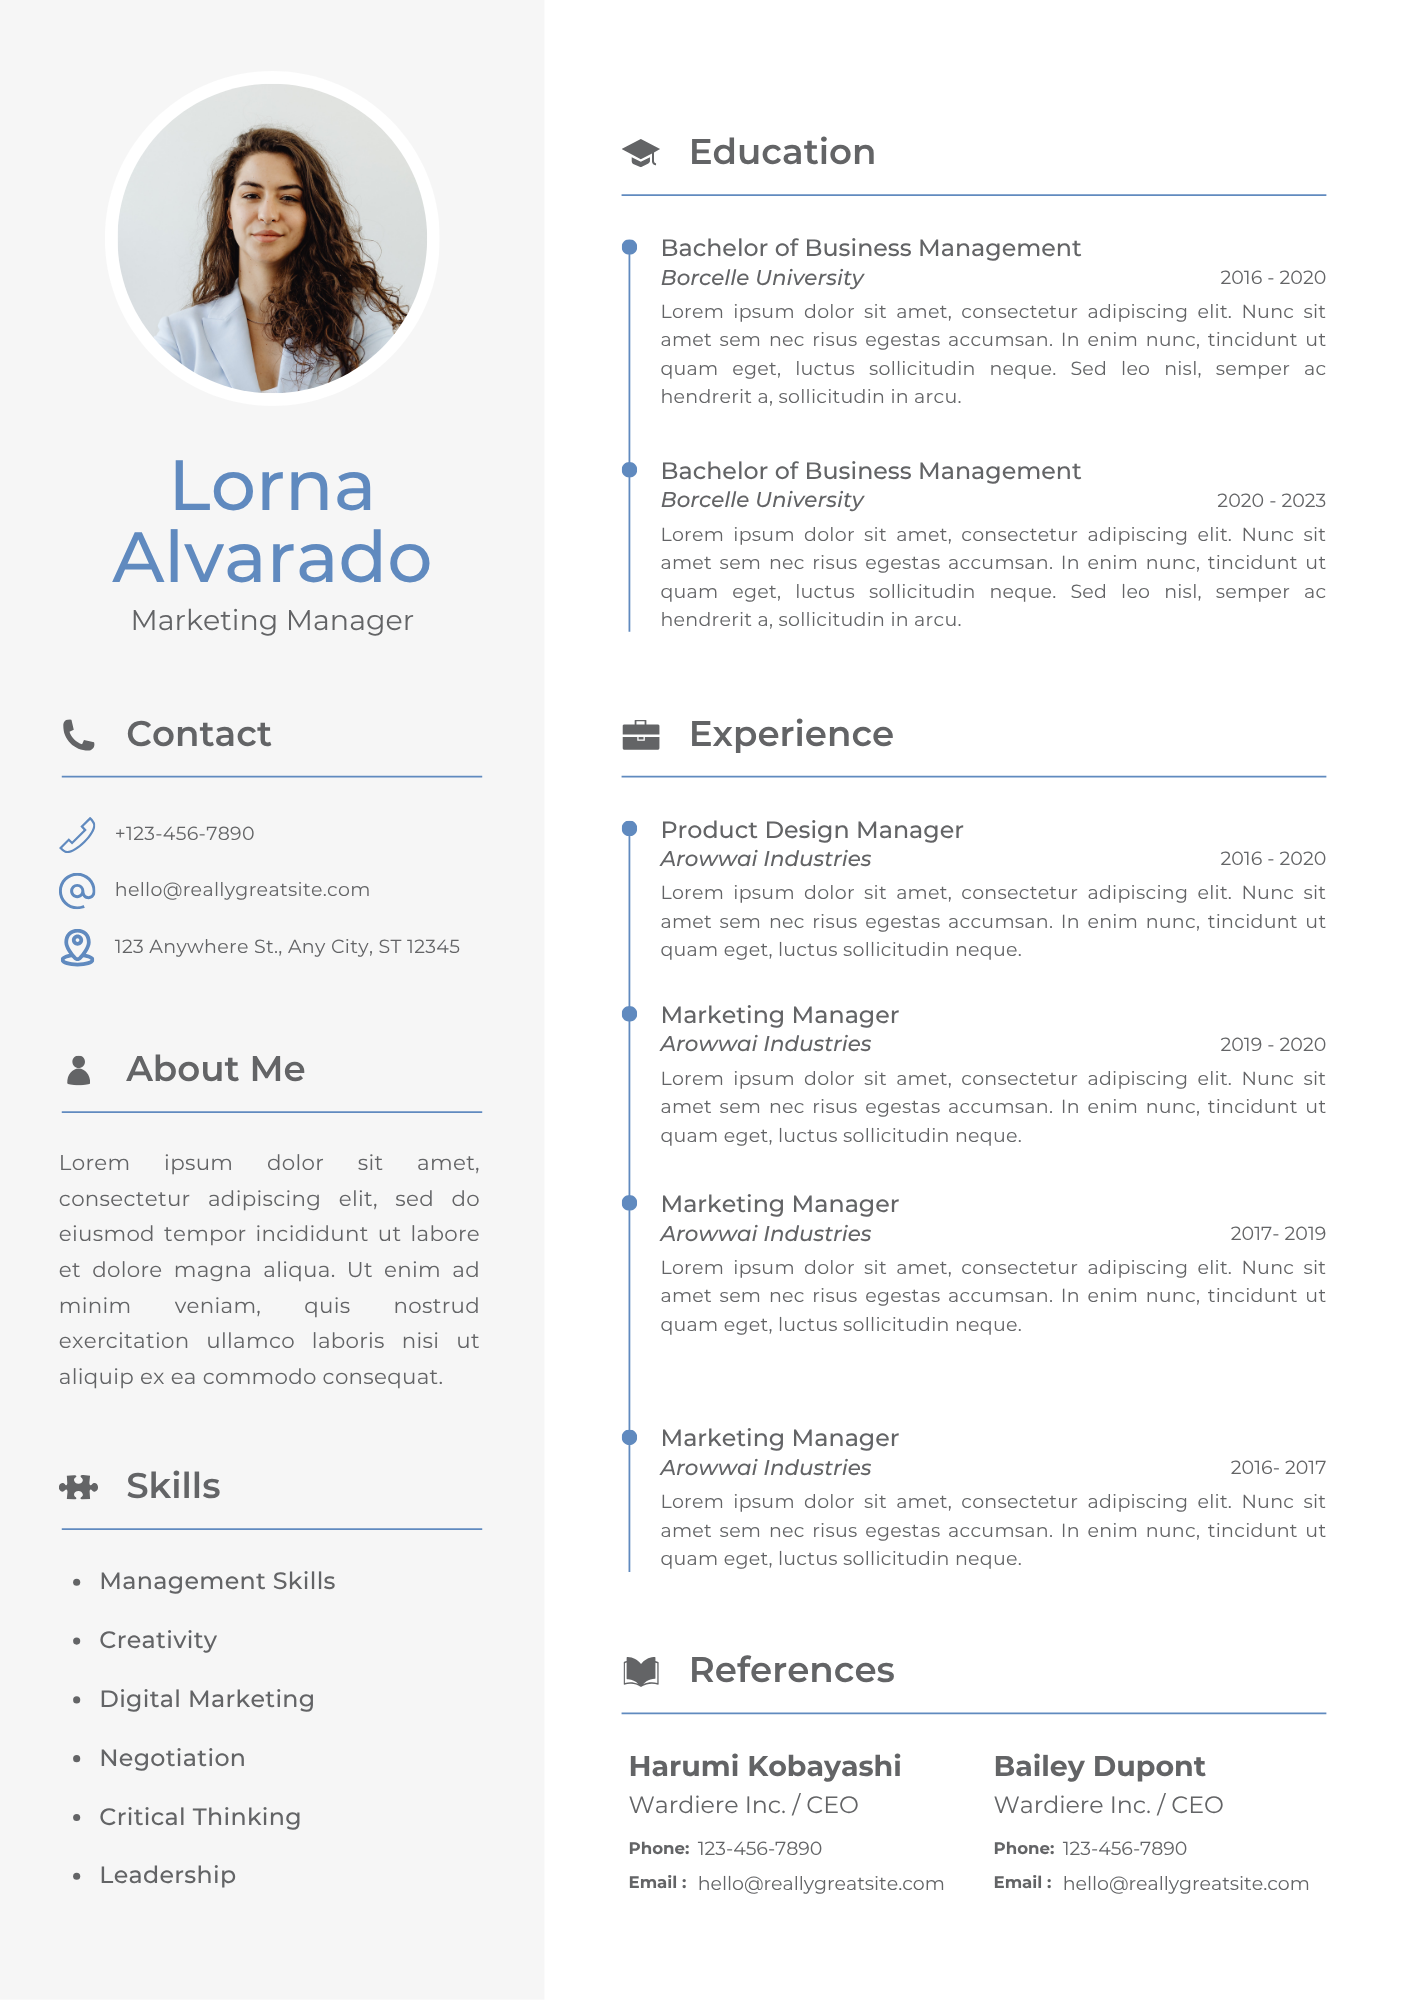 Lorna
Alvarado
Marketing Manager
Contact
+123-456-7890
hello@reallygreatsite.com
123 Anywhere St., Any City, ST 12345
About Me
Lorem ipsum dolor sit amet,
consectetur adipiscing elit, sed do
eiusmod tempor incididunt ut labore
et dolore magna aliqua. Ut enim ad
minim veniam, quis nostrud
exercitation ullamco laboris nisi ut
aliquip ex ea commodo consequat.
Skills
• Management Skills
• Creativity
• Digital Marketing
• Negotiation
• Critical Thinking
• Leadership
Education
Bachelor of Business Management
Borcelle University 2016 - 2020
Lorem ipsum dolor sit amet, consectetur adipiscing elit. Nunc sit
amet sem nec risus egestas accumsan. In enim nunc, tincidunt ut
quam eget, luctus sollicitudin neque. Sed leo nisl, semper ac
hendrerit a, sollicitudin in arcu.
Bachelor of Business Management
Borcelle University 2020 - 2023
Lorem ipsum dolor sit amet, consectetur adipiscing elit. Nunc sit
amet sem nec risus egestas accumsan. In enim nunc, tincidunt ut
quam eget, luctus sollicitudin neque. Sed leo nisl, semper ac
hendrerit a, sollicitudin in arcu.
Experience
Product Design Manager
Arowwai Industries 2016 - 2020
Lorem ipsum dolor sit amet, consectetur adipiscing elit. Nunc sit
amet sem nec risus egestas accumsan. In enim nunc, tincidunt ut
quam eget, luctus sollicitudin neque.
Marketing Manager
Arowwai Industries 2019 - 2020
Lorem ipsum dolor sit amet, consectetur adipiscing elit. Nunc sit
amet sem nec risus egestas accumsan. In enim nunc, tincidunt ut
quam eget, luctus sollicitudin neque.
Marketing Manager
Arowwai Industries 2017- 2019
Lorem ipsum dolor sit amet, consectetur adipiscing elit. Nunc sit
amet sem nec risus egestas accumsan. In enim nunc, tincidunt ut
quam eget, luctus sollicitudin neque.
Marketing Manager
Arowwai Industries 2016- 2017
Lorem ipsum dolor sit amet, consectetur adipiscing elit. Nunc sit
amet sem nec risus egestas accumsan. In enim nunc, tincidunt ut
quam eget, luctus sollicitudin neque.
References
Harumi Kobayashi
Wardiere Inc. / CEO
Phone: 123-456-7890
Email : hello@reallygreatsite.com
Bailey Dupont
Wardiere Inc. / CEO
Phone: 123-456-7890
Email : hello@reallygreatsite.com